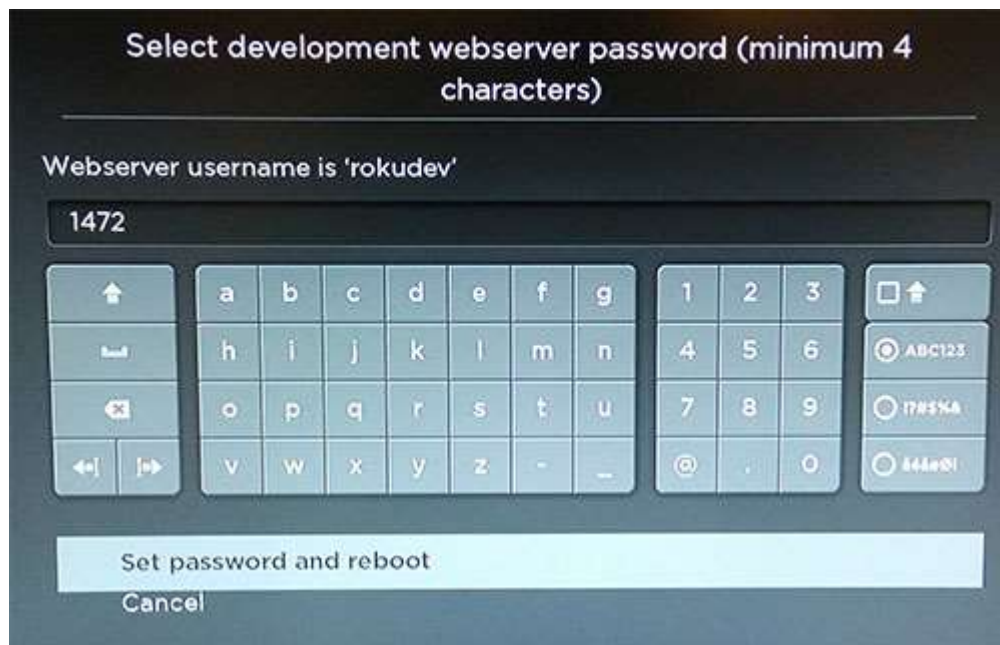 Select development webserver password (minimum 4
characters)
Webserver username is 'rokudev'
1472
a b c d e f g 1 2 3
h i j k l m n 4 5 6 ABC123
o p q r s t u 7 8 9 !?#$%&
v w x y z - _ @ . 0
Set password and reboot
Cancel